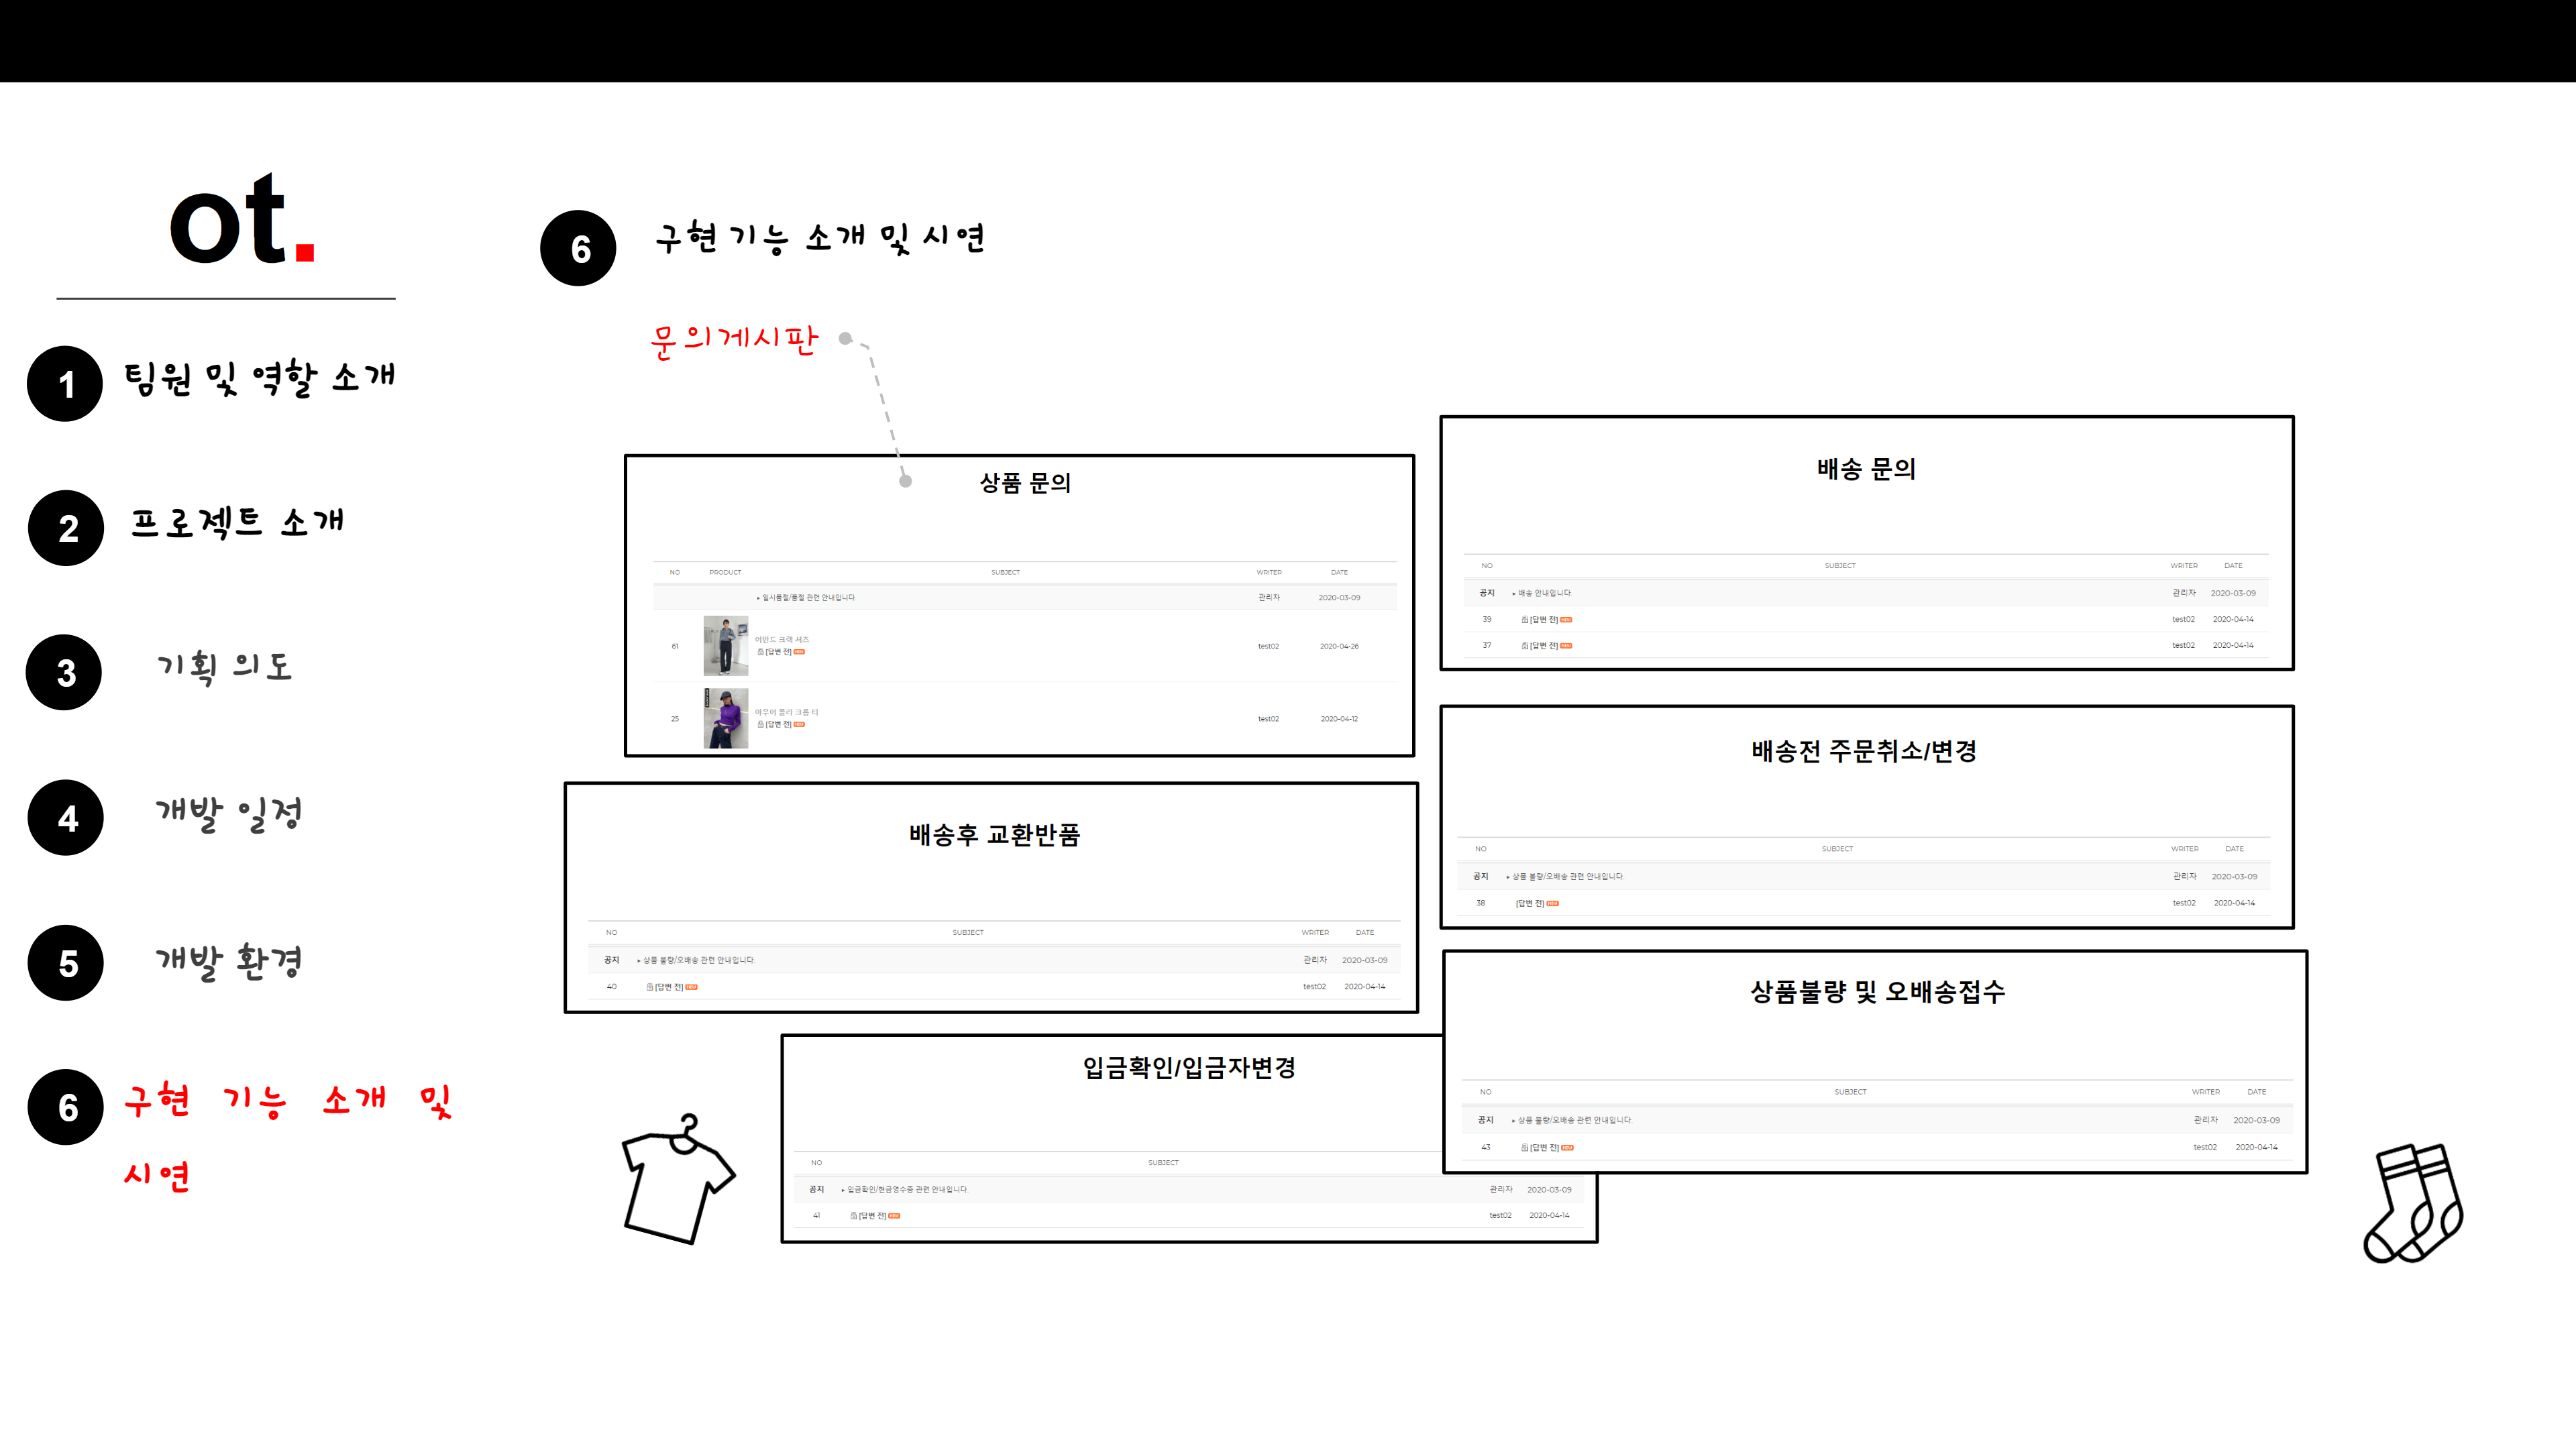 ot.
1 팀원 및 역할 소개
2 프로젝트 소개
3 기획 의도
4 개발 일정
5 개발 환경
6 구현 기능 소개 및
시연
6 구현 기능 소개 및 시연
문의게시판
상품 문의
NO PRODUCT SUBJECT WRITER DATE
▸ 일시품절/품절 관련 안내입니다. 관리자 2020-03-09
어반드 크랙 셔츠
61 [답변 전] NEW test02 2020-04-26
아우어 폴라 크롭 티
25 [답변 전] NEW test02 2020-04-12
배송 문의
NO SUBJECT WRITER DATE
공지 ▸ 배송 안내입니다. 관리자 2020-03-09
39 [답변 전] NEW test02 2020-04-14
37 [답변 전] NEW test02 2020-04-14
배송후 교환반품
NO SUBJECT WRITER DATE
공지 ▸ 상품 불량/오배송 관련 안내입니다. 관리자 2020-03-09
40 [답변 전] NEW test02 2020-04-14
배송전 주문취소/변경
NO SUBJECT WRITER DATE
공지 ▸ 상품 불량/오배송 관련 안내입니다. 관리자 2020-03-09
38 [답변 전] NEW test02 2020-04-14
입금확인/입금자변경
NO SUBJECT
공지 ▸ 입금확인/현금영수증 관련 안내입니다. 관리자 2020-03-09
41 [답변 전] NEW test02 2020-04-14
상품불량 및 오배송접수
NO SUBJECT WRITER DATE
공지 ▸ 상품 불량/오배송 관련 안내입니다. 관리자 2020-03-09
43 [답변 전] NEW test02 2020-04-14